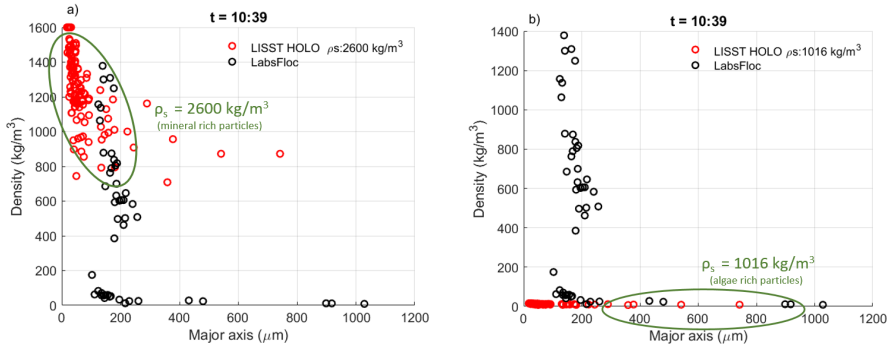 a)
t = 10:39
LISST HOLO ρs:2600 kg/m³
LabsFloc
ρₛ = 2600 kg/m³
(mineral rich particles)
Density (kg/m³)
1600
1400
1200
1000
800
600
400
200
0
0 200 400 600 800 1000 1200
Major axis (μm)
b)
t = 10:39
LISST HOLO ρs:1016 kg/m³
LabsFloc
ρₛ = 1016 kg/m³
(algae rich particles)
Density (kg/m³)
1400
1200
1000
800
600
400
200
0
0 200 400 600 800 1000 1200
Major axis (μm)